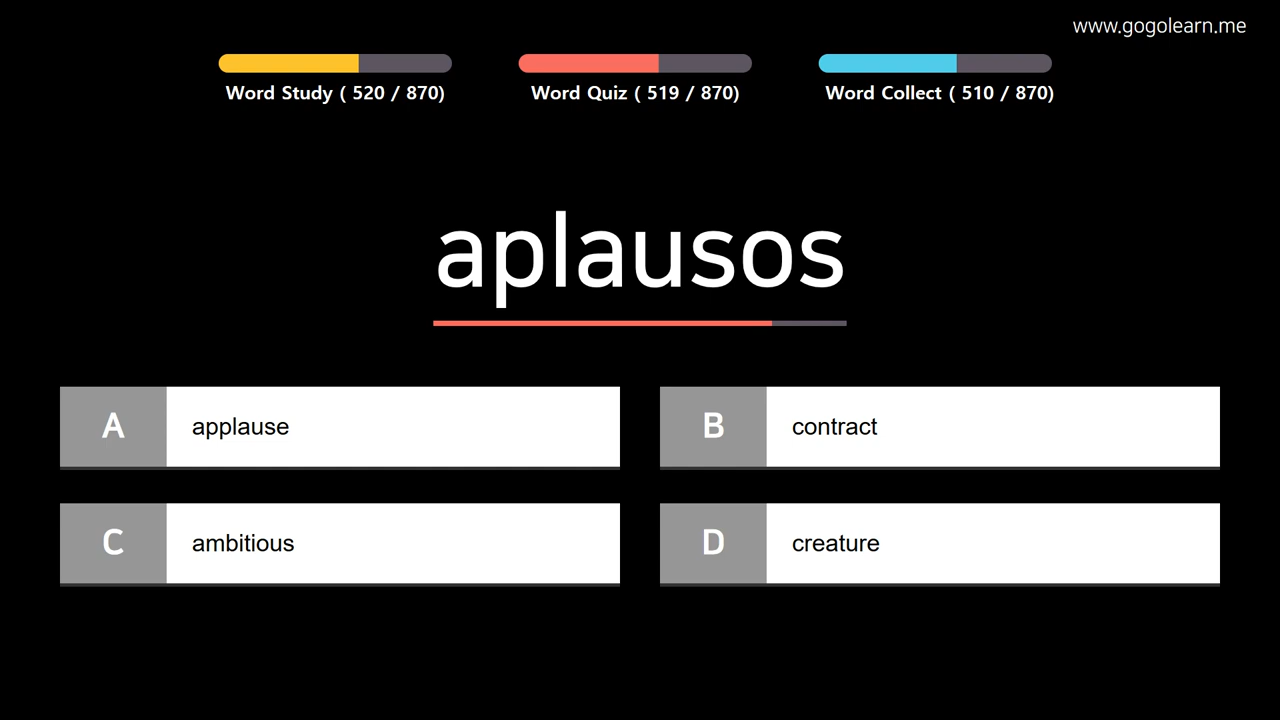 www.gogolearn.me
Word Study ( 520 / 870)
Word Quiz ( 519 / 870)
Word Collect ( 510 / 870)
aplausos
A applause
B contract
C ambitious
D creature